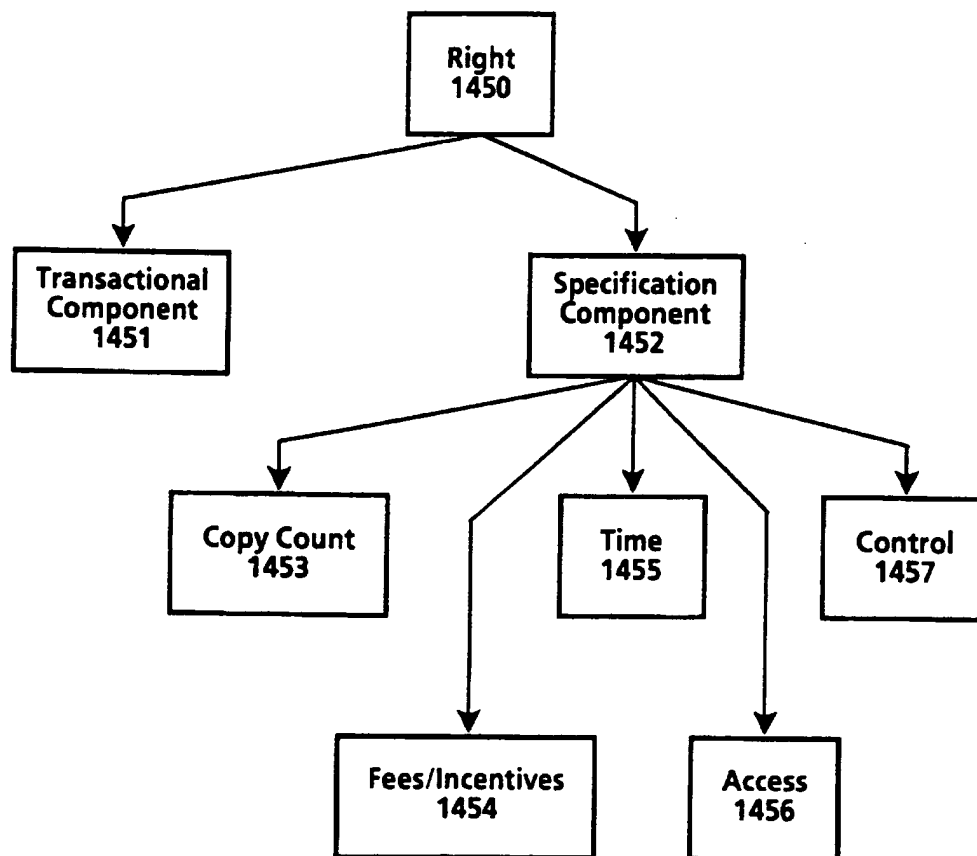 Right
1450
Transactional
Component
1451
Specification
Component
1452
Copy Count
1453
Time
1455
Control
1457
Fees/Incentives
1454
Access
1456